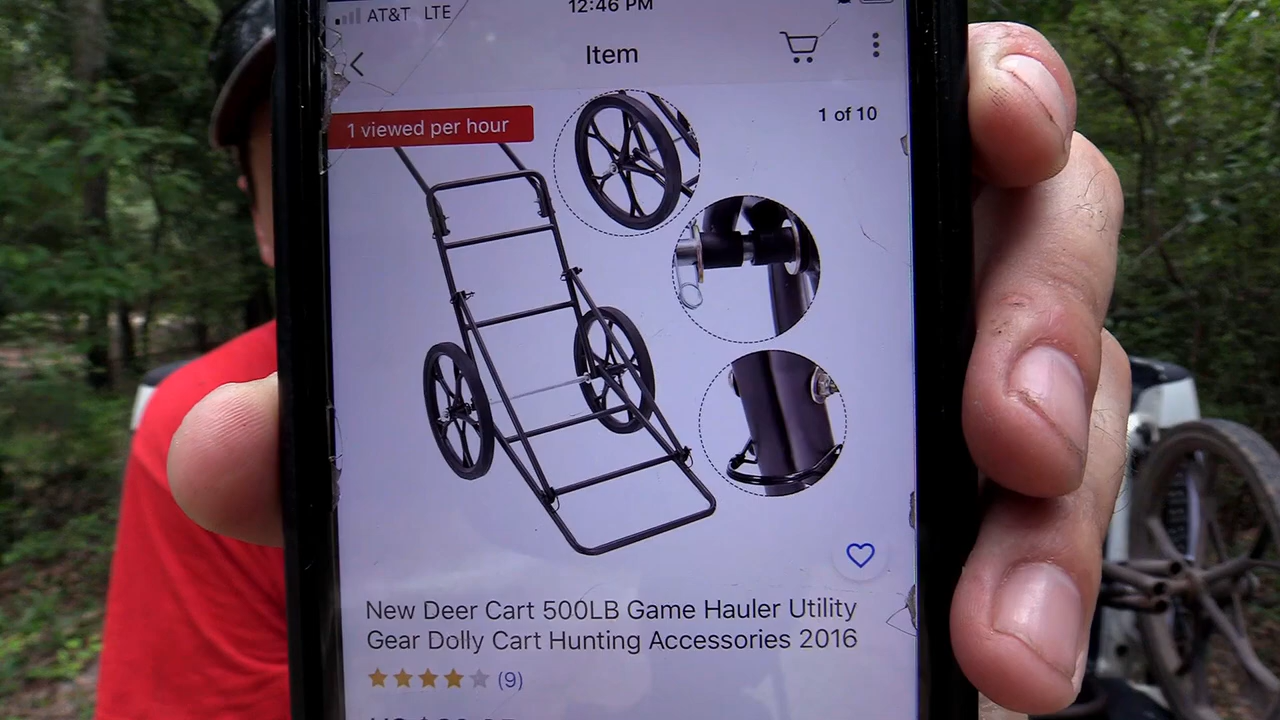 AT&T LTE
12:46 PM
Item
1 viewed per hour
1 of 10
New Deer Cart 500LB Game Hauler Utility
Gear Dolly Cart Hunting Accessories 2016
(9)